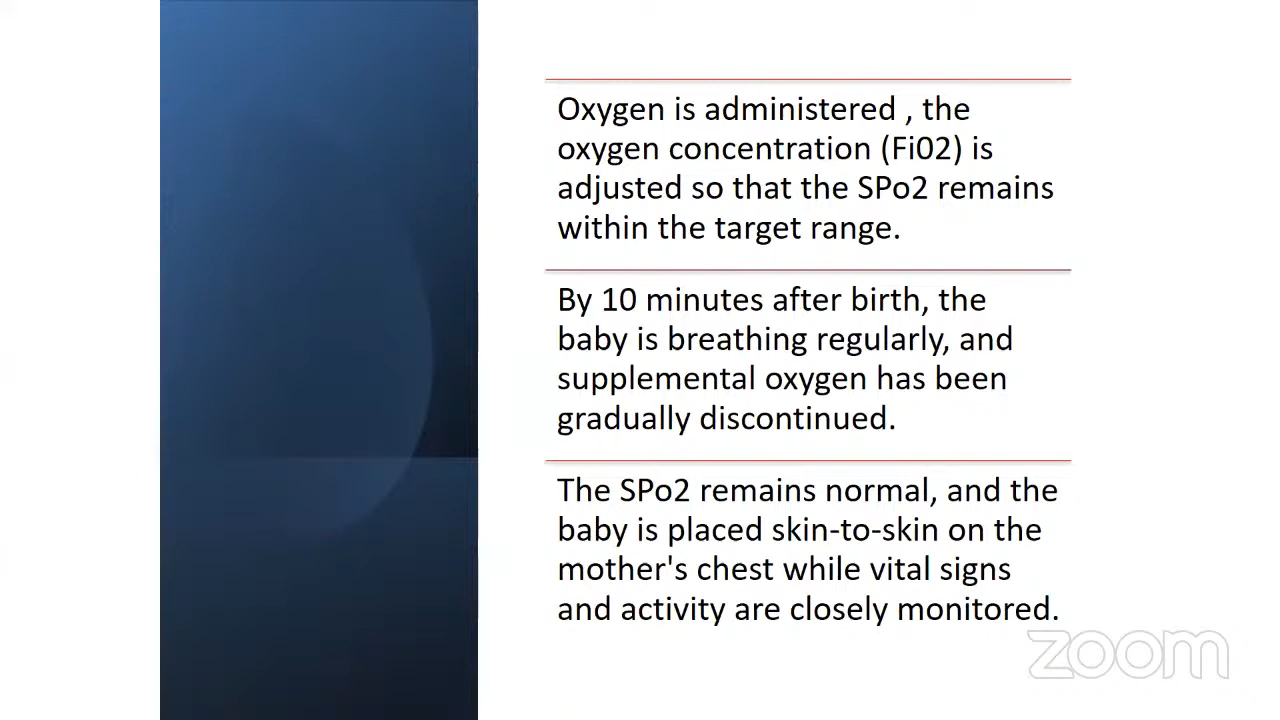 Oxygen is administered , the
oxygen concentration (Fi02) is
adjusted so that the SPo2 remains
within the target range.
By 10 minutes after birth, the
baby is breathing regularly, and
supplemental oxygen has been
gradually discontinued.
The SPo2 remains normal, and the
baby is placed skin-to-skin on the
mother's chest while vital signs
and activity are closely monitored.
zoom